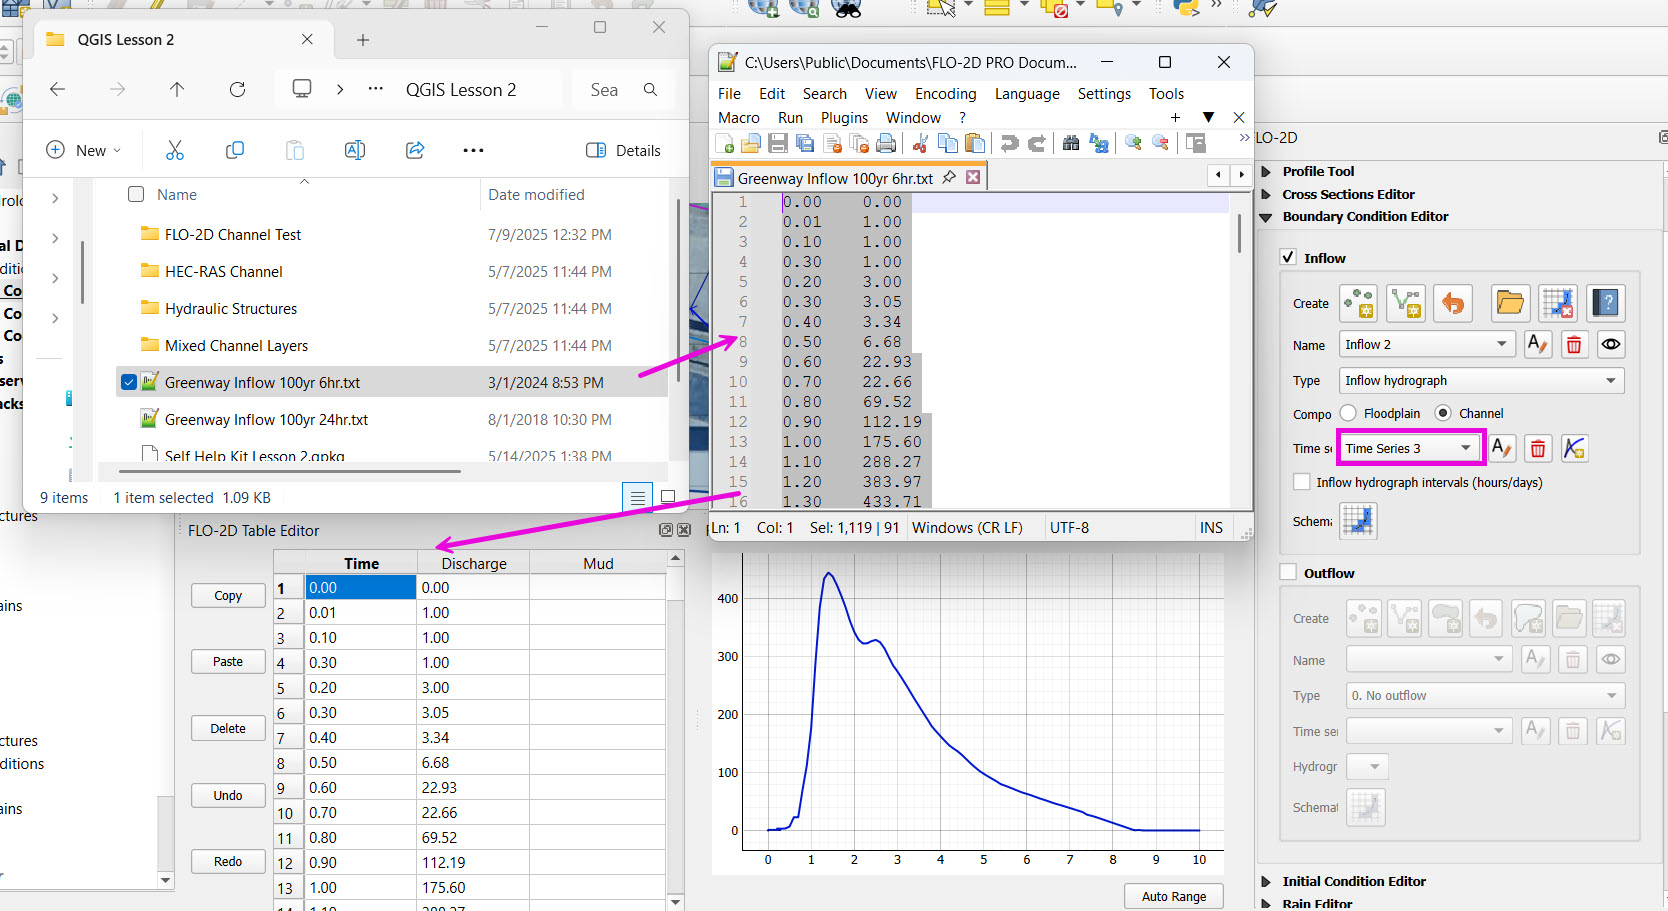 QGIS Lesson 2
QGIS Lesson 2
Sea
New
Details
Name
Date modified
FLO-2D Channel Test
7/9/2025 12:32 PM
HEC-RAS Channel
5/7/2025 11:44 PM
Hydraulic Structures
5/7/2025 11:44 PM
Mixed Channel Layers
5/7/2025 11:44 PM
Greenway Inflow 100yr 6hr.txt
3/1/2024 8:53 PM
Greenway Inflow 100yr 24hr.txt
8/1/2018 10:30 PM
Self Help Kit Lesson 2.gpkg
5/14/2025 1:38 PM
9 items
1 item selected 1.09 KB
C:\Users\Public\Documents\FLO-2D PRO Docum...
File Edit Search View Encoding Language Settings Tools
Macro Run Plugins Window ?
Greenway Inflow 100yr 6hr.txt
1 0.00 0.00
2 0.01 1.00
3 0.10 1.00
4 0.30 1.00
5 0.20 3.00
6 0.30 3.05
7 0.40 3.34
8 0.50 6.68
9 0.60 22.93
10 0.70 22.66
11 0.80 69.52
12 0.90 112.19
13 1.00 175.60
14 1.10 288.27
15 1.20 383.97
16 1.30 433.71
Ln: 1 Col: 1 Sel: 1,119 | 91 Windows (CR LF) UTF-8 INS
FLO-2D Table Editor
Copy
Paste
Delete
Undo
Redo
Time Discharge Mud
1 0.00 0.00
2 0.01 1.00
3 0.10 1.00
4 0.30 1.00
5 0.20 3.00
6 0.30 3.05
7 0.40 3.34
8 0.50 6.68
9 0.60 22.93
10 0.70 22.66
11 0.80 69.52
12 0.90 112.19
13 1.00 175.60
14 1.10 288.27
400
300
200
100
0
0 1 2 3 4 5 6 7 8 9 10
Auto Range
LO-2D
Profile Tool
Cross Sections Editor
Boundary Condition Editor
Inflow
Create
Name Inflow 2
Type Inflow hydrograph
Compo Floodplain Channel
Time se Time Series 3
Inflow hydrograph intervals (hours/days)
Schema
Outflow
Create
Name
Type 0. No outflow
Time ser
Hydrogr
Schemat
Initial Condition Editor
Rain Editor
al D
Co
Co
Co
s
serv
acks
ctures
ains
ctures
ditions
ains